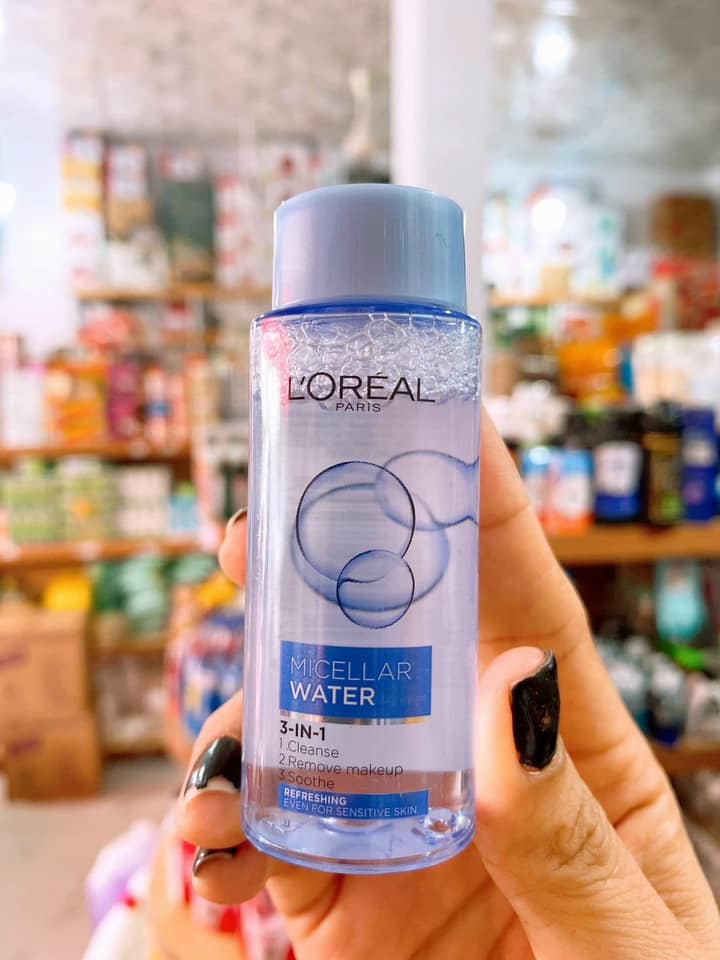 L'ORÉAL
PARIS
MICELLAR
WATER
3-IN-1
1.Cleanse
2.Remove makeup
3.Soothe
REFRESHING
EVEN FOR SENSITIVE SKIN